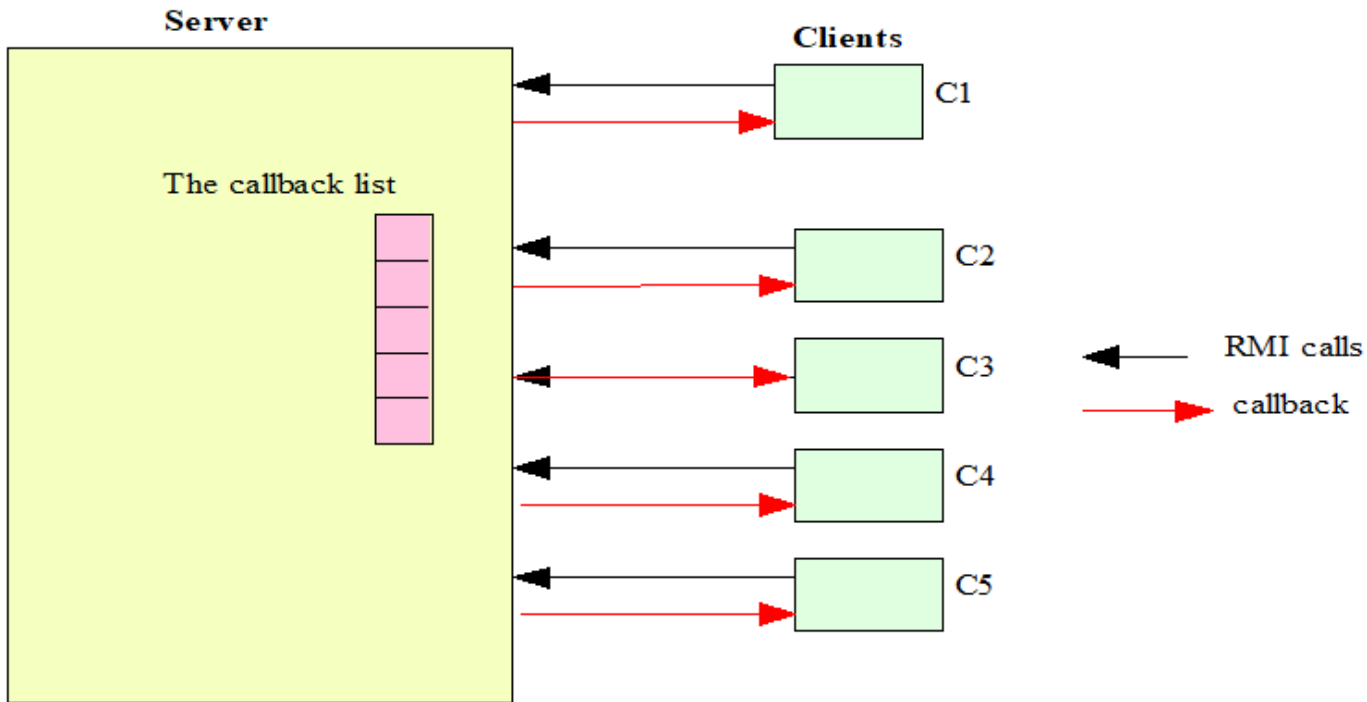 Server
Clients
C1
The callback list
C2
C3
RMI calls
callback
C4
C5